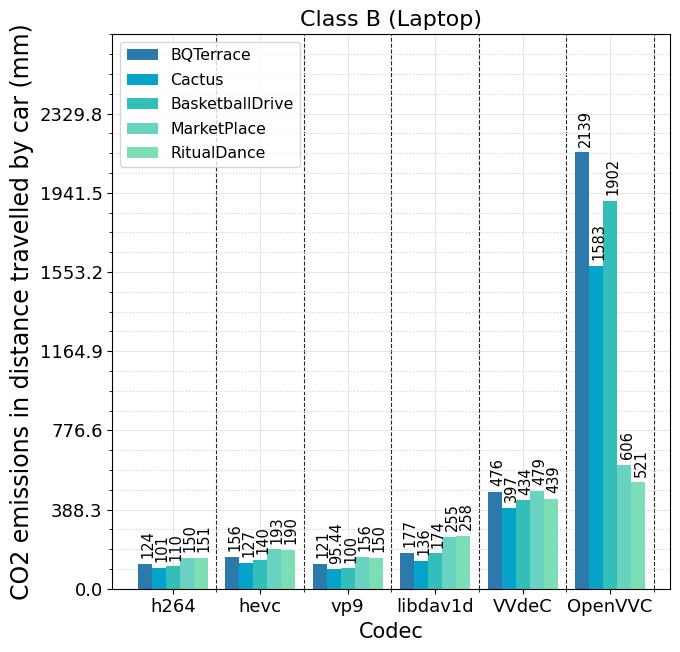 Class B (Laptop)
CO2 emissions in distance travelled by car (mm)
2329.8
1941.5
1553.2
1164.9
776.6
388.3
0.0
BQTerrace
Cactus
BasketballDrive
MarketPlace
RitualDance
124
101
110
150
151
156
127
140
193
190
121
95.44
100
156
150
177
136
174
255
258
476
397
434
479
439
2139
1583
1902
606
521
h264
hevc
vp9
libdav1d
VVdeC
OpenVVC
Codec